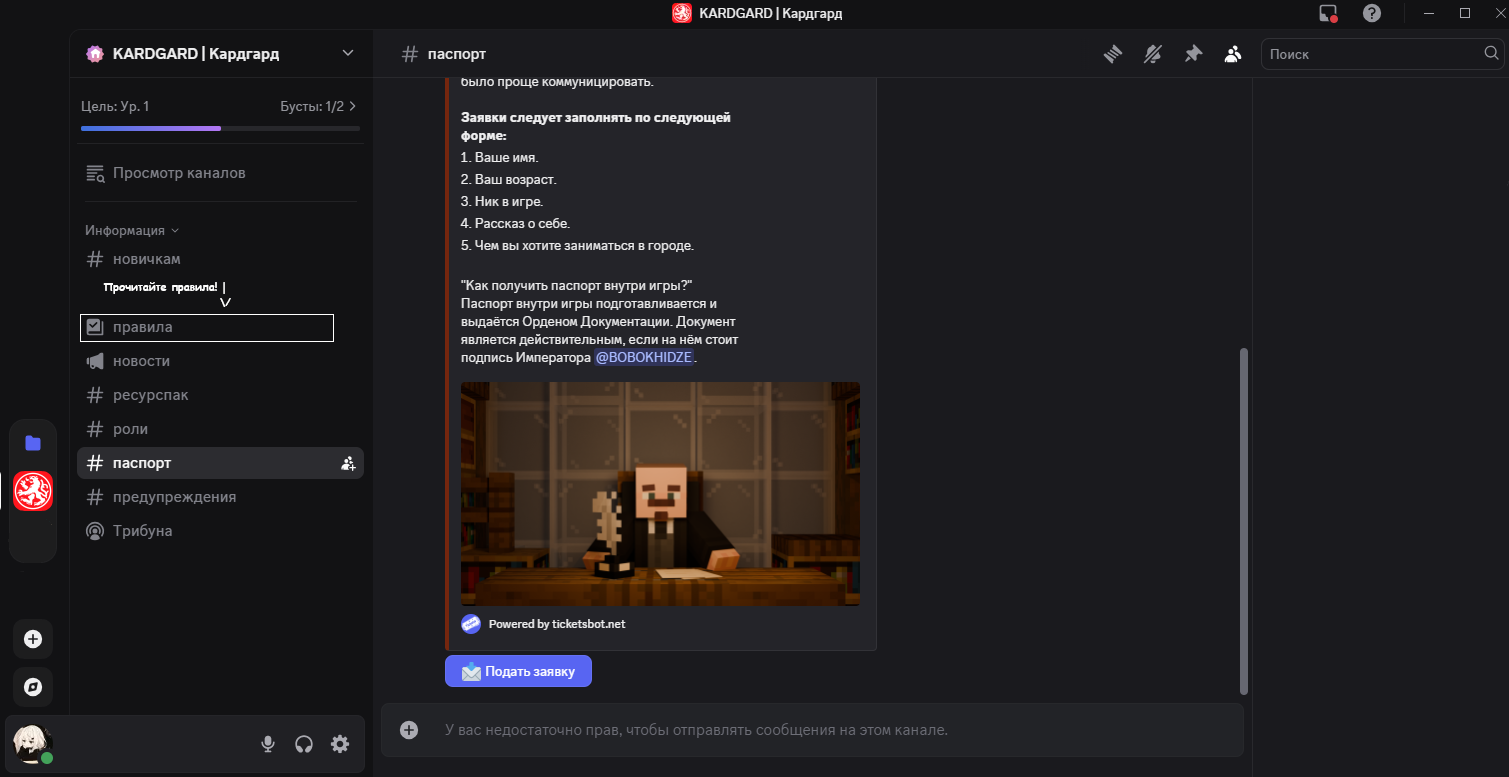 KARDGARD | Кардгард
KARDGARD | Кардгард
паспорт
Поиск
Цель: Ур. 1
Бусты: 1/2
Просмотр каналов
Информация
новичкам
Прочитайте правила!
правила
новости
ресурспак
роли
паспорт
предупреждения
Трибуна
было проще коммуницировать.
Заявки следует заполнять по следующей
форме:
1. Ваше имя.
2. Ваш возраст.
3. Ник в игре.
4. Рассказ о себе.
5. Чем вы хотите заниматься в городе.
"Как получить паспорт внутри игры?"
Паспорт внутри игры подготавливается и
выдаётся Орденом Документации. Документ
является действительным, если на нём стоит
подпись Императора @BOBOKHIDZE.
Powered by ticketsbot.net
Подать заявку
У вас недостаточно прав, чтобы отправлять сообщения на этом канале.